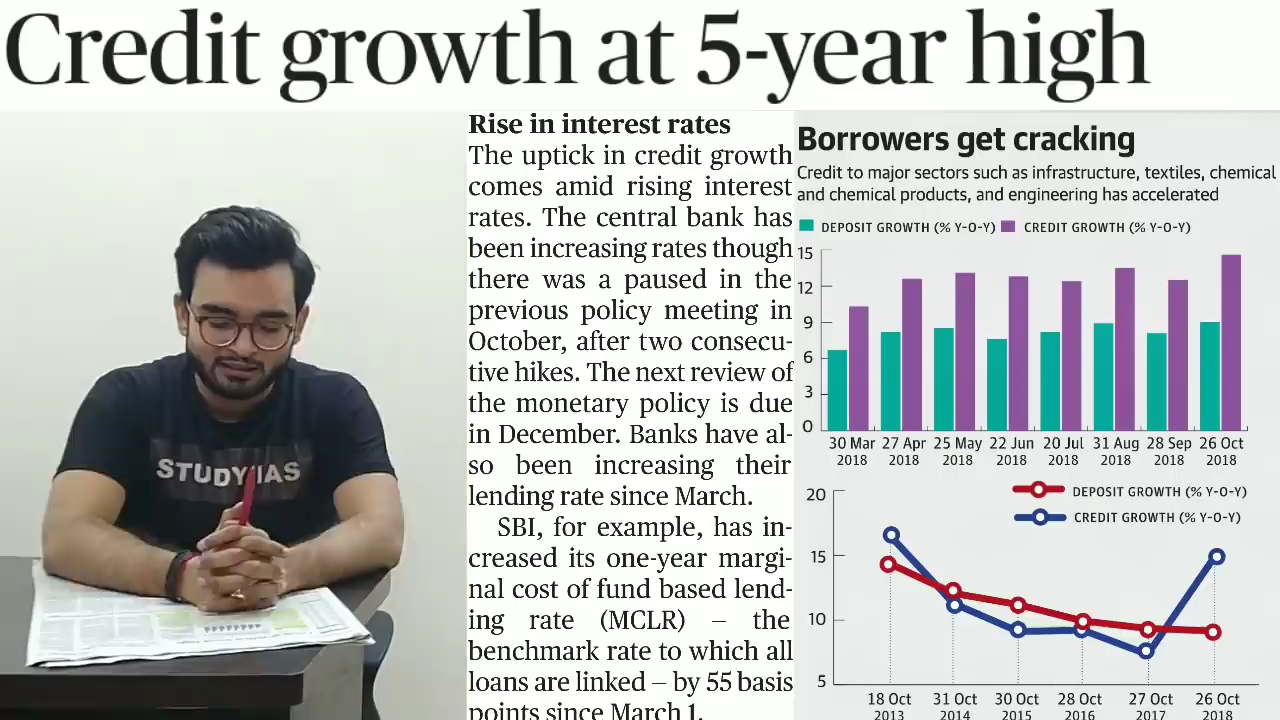 Credit growth at 5-year high
STUDY IAS
Rise in interest rates
The uptick in credit growth
comes amid rising interest
rates. The central bank has
been increasing rates though
there was a paused in the
previous policy meeting in
October, after two consecu-
tive hikes. The next review of
the monetary policy is due
in December. Banks have al-
so been increasing their
lending rate since March.
SBI, for example, has in-
creased its one-year margi-
nal cost of fund based lend-
ing rate (MCLR) – the
benchmark rate to which all
loans are linked – by 55 basis
points since March 1.
Borrowers get cracking
Credit to major sectors such as infrastructure, textiles, chemical
and chemical products, and engineering has accelerated
DEPOSIT GROWTH (% Y-O-Y) CREDIT GROWTH (% Y-O-Y)
15
12
9
6
3
0
30 Mar 27 Apr 25 May 22 Jun 20 Jul 31 Aug 28 Sep 26 Oct
2018 2018 2018 2018 2018 2018 2018 2018
DEPOSIT GROWTH (% Y-O-Y)
CREDIT GROWTH (% Y-O-Y)
20
15
10
5
18 Oct 31 Oct 30 Oct 28 Oct 27 Oct 26 Oct
2013 2014 2015 2016 2017 2018